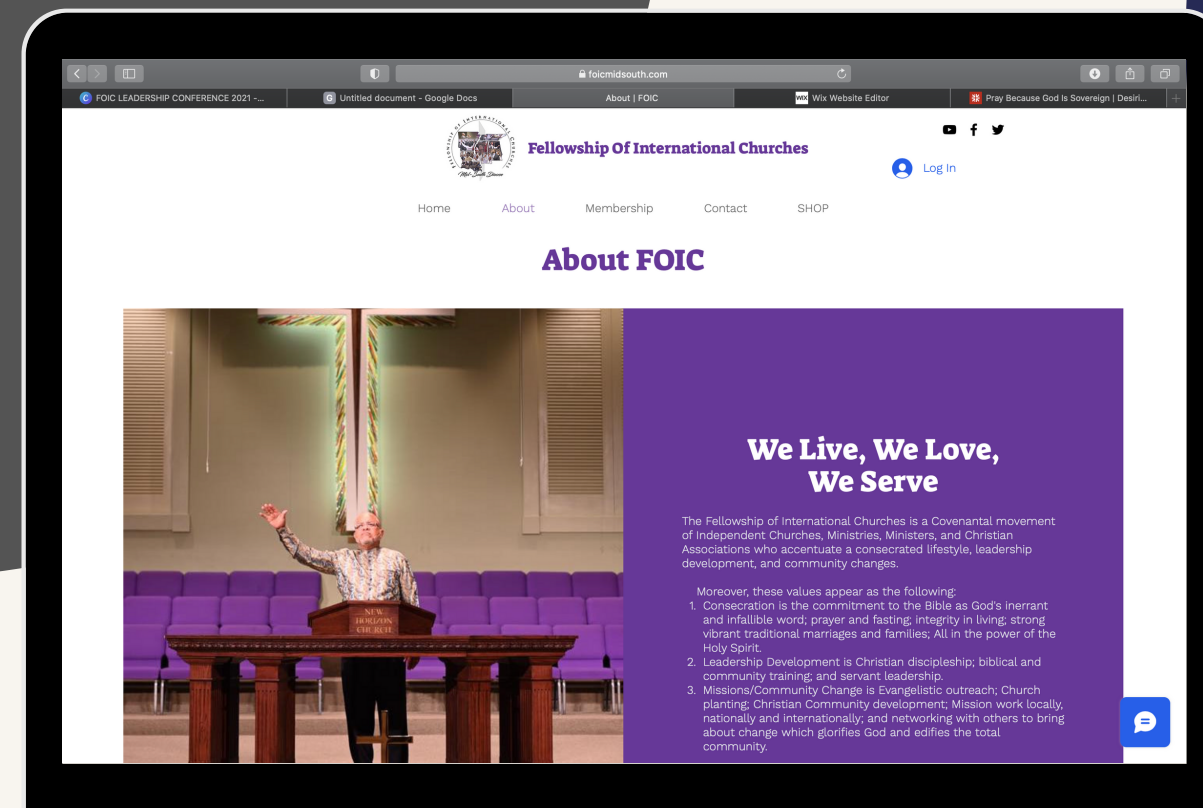 foicmidsouth.com
FOIC LEADERSHIP CONFERENCE 2021 -...
Untitled document - Google Docs
About | FOIC
WIX Wix Website Editor
Pray Because God Is Sovereign | Desiri...
FELLOWSHIP OF INTERNATIONAL CHURCHES
Mid-South Diocese
Fellowship Of International Churches
Log In
Home About Membership Contact SHOP
About FOIC
NEW
HORIZON
CHURCH
We Live, We Love,
We Serve
The Fellowship of International Churches is a Covenantal movement
of Independent Churches, Ministries, Ministers, and Christian
Associations who accentuate a consecrated lifestyle, leadership
development, and community changes.
Moreover, these values appear as the following:
1. Consecration is the commitment to the Bible as God's inerrant
and infallible word; prayer and fasting; integrity in living; strong
vibrant traditional marriages and families; All in the power of the
Holy Spirit.
2. Leadership Development is Christian discipleship; biblical and
community training; and servant leadership.
3. Missions/Community Change is Evangelistic outreach; Church
planting; Christian Community development; Mission work locally,
nationally and internationally; and networking with others to bring
about change which glorifies God and edifies the total
community.